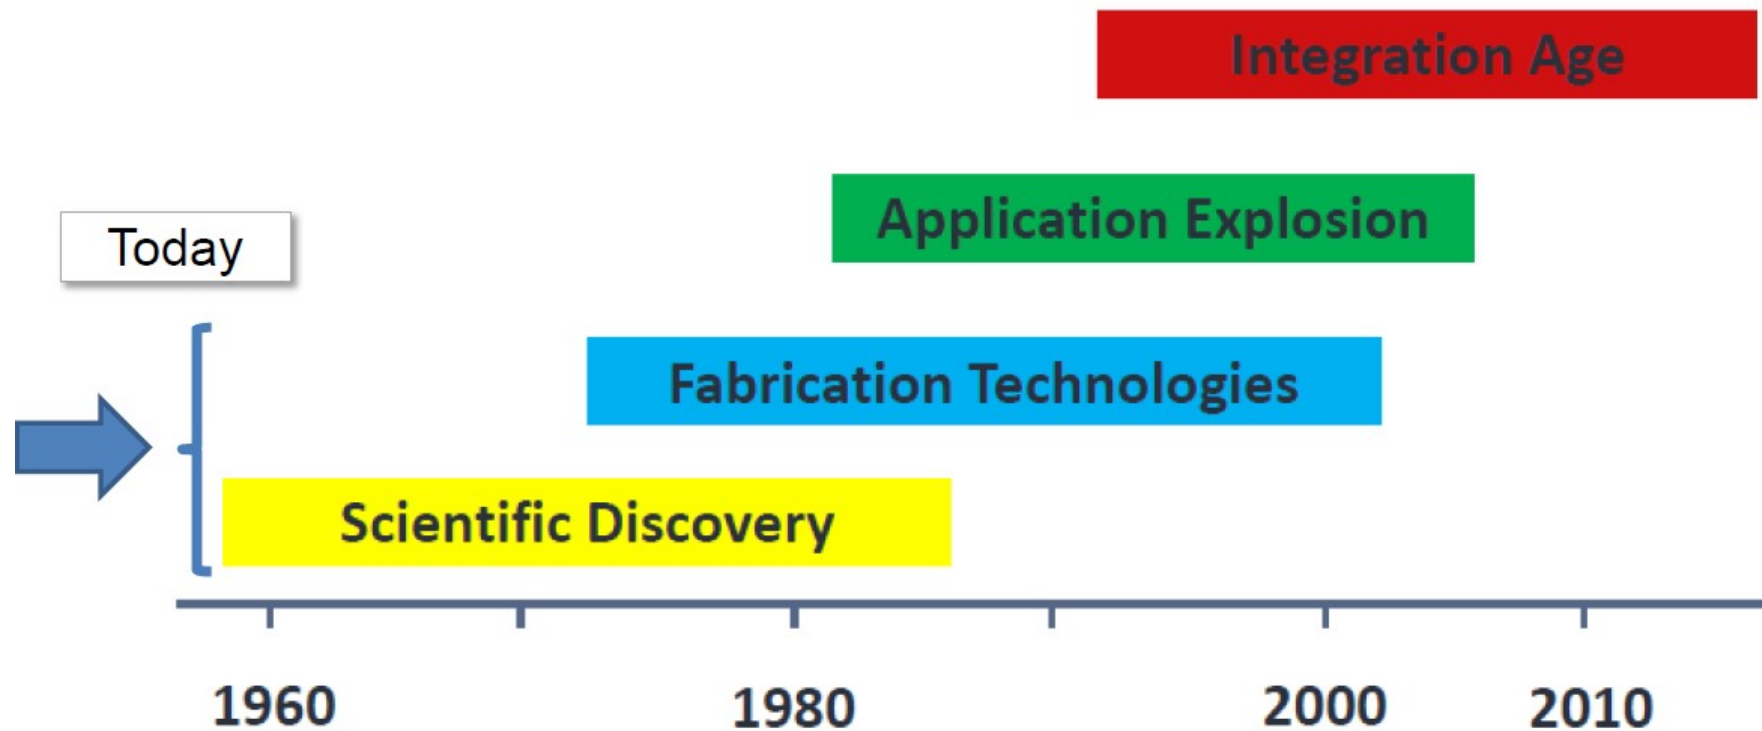 Integration Age
Application Explosion
Today
Fabrication Technologies
Scientific Discovery
1960 1980 2000 2010